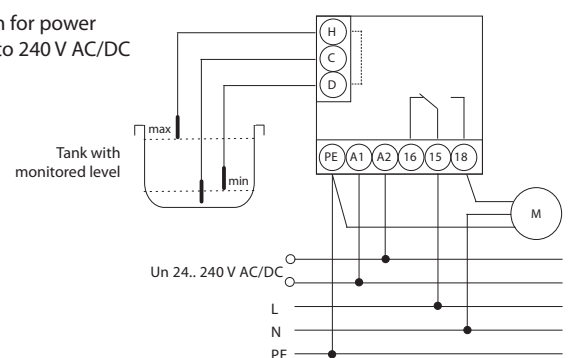 n for power
to 240 V AC/DC
H
C
D
max
Tank with
monitored level
min
PE A1 A2 16 15 18
M
Un 24.. 240 V AC/DC
L
N
PE